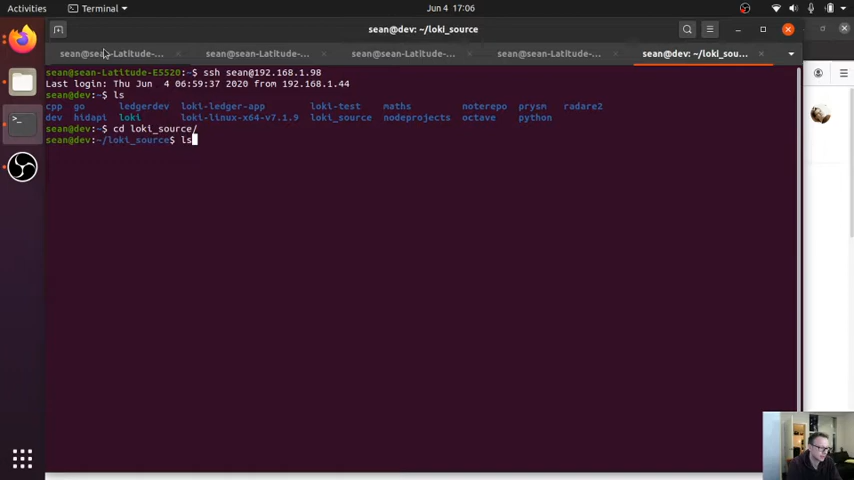 Activities Terminal Jun 4 17:06
sean@dev: ~/loki_source
sean@sean-Latitude-... sean@sean-Latitude-... sean@sean-Latitude-... sean@sean-Latitude-... sean@dev: ~/loki_sou...
sean@sean-Latitude-E5520:~$ ssh sean@192.168.1.98
Last login: Thu Jun  4 06:59:37 2020 from 192.168.1.44
sean@dev:~$ ls
cpp go ledgerdev loki-ledger-app loki-test maths noterepo prysm radare2
dev hidapi loki loki-linux-x64-v7.1.9 loki_source nodeprojects octave python
sean@dev:~$ cd loki_source/
sean@dev:~/loki_source$ ls